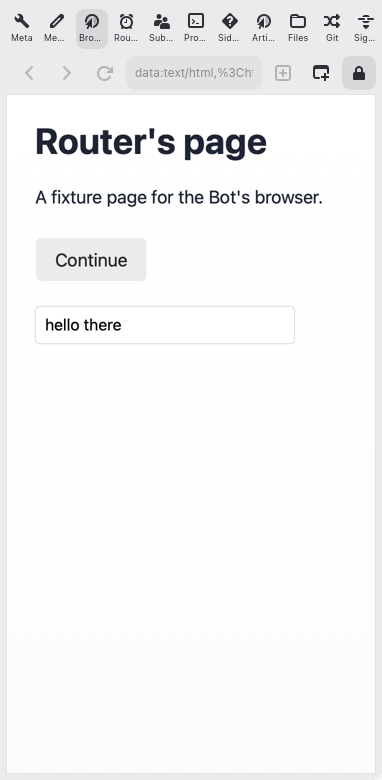 Meta Me... Bro... Rou... Sub... Pro... Sid... Arti... Files Git Sig...
data:text/html,%3Ch
Router's page
A fixture page for the Bot's browser.
Continue
hello there